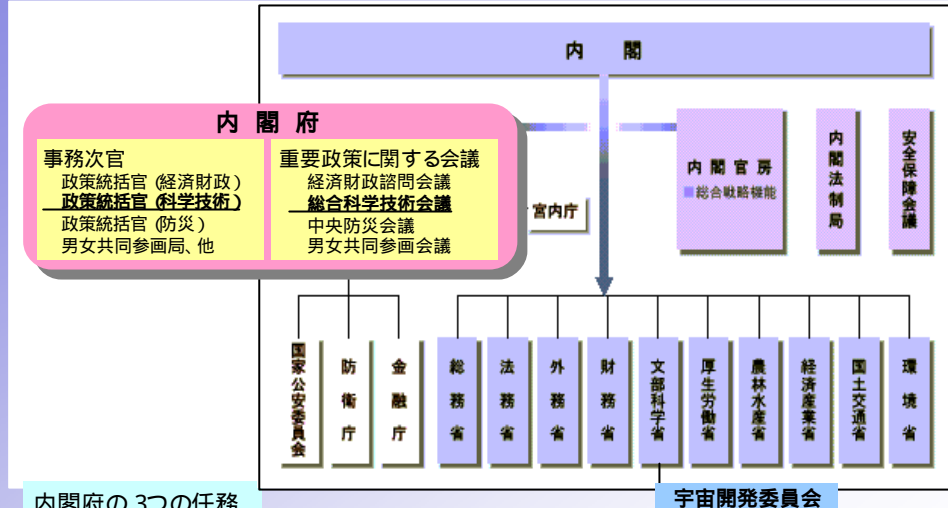 内 閣
内 閣 府
事務次官
政策統括官(経済財政)
政策統括官(科学技術)
政策統括官(防災)
男女共同参画局、他
重要政策に関する会議
経済財政諮問会議
総合科学技術会議
中央防災会議
男女共同参画会議
宮内庁
内 閣 官 房
■総合戦略機能
内閣法制局
安全保障会議
国家公安委員会
防衛庁
金融庁
総務省
法務省
外務省
財務省
文部科学省
厚生労働省
農林水産省
経済産業省
国土交通省
環境省
内閣府の3つの任務
宇宙開発委員会